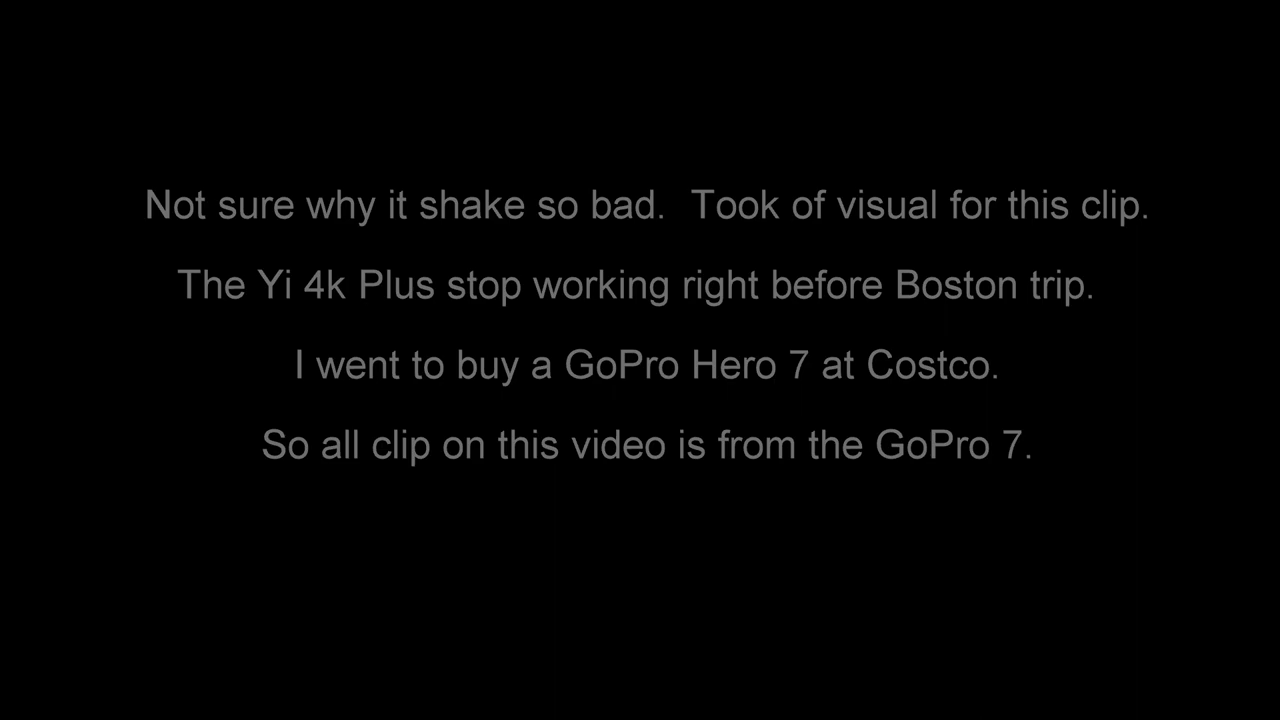 Not sure why it shake so bad.  Took of visual for this clip.
The Yi 4k Plus stop working right before Boston trip.
I went to buy a GoPro Hero 7 at Costco.
So all clip on this video is from the GoPro 7.